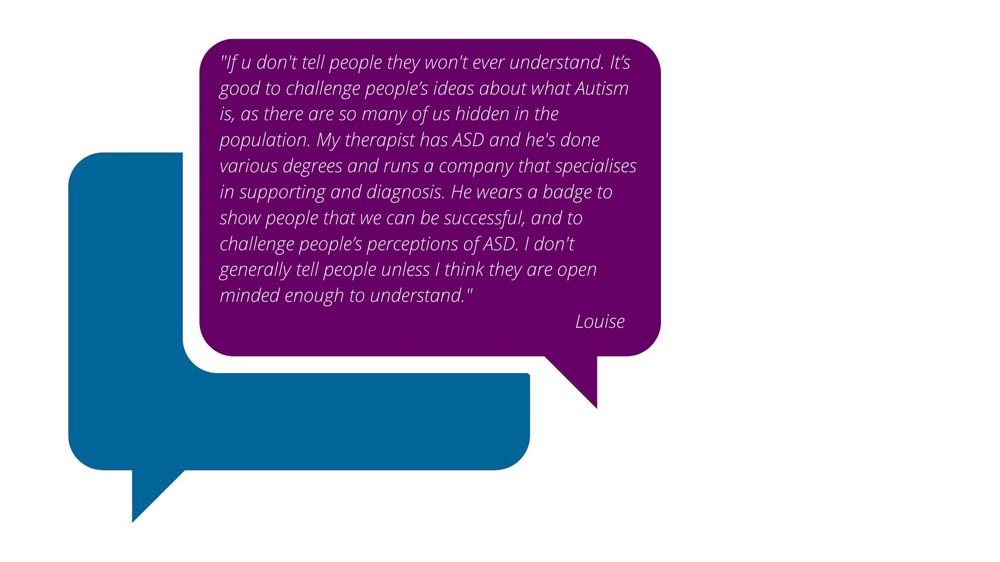 "If u don't tell people they won't ever understand. It’s
good to challenge people’s ideas about what Autism
is, as there are so many of us hidden in the
population. My therapist has ASD and he's done
various degrees and runs a company that specialises
in supporting and diagnosis. He wears a badge to
show people that we can be successful, and to
challenge people’s perceptions of ASD. I don't
generally tell people unless I think they are open
minded enough to understand."
Louise